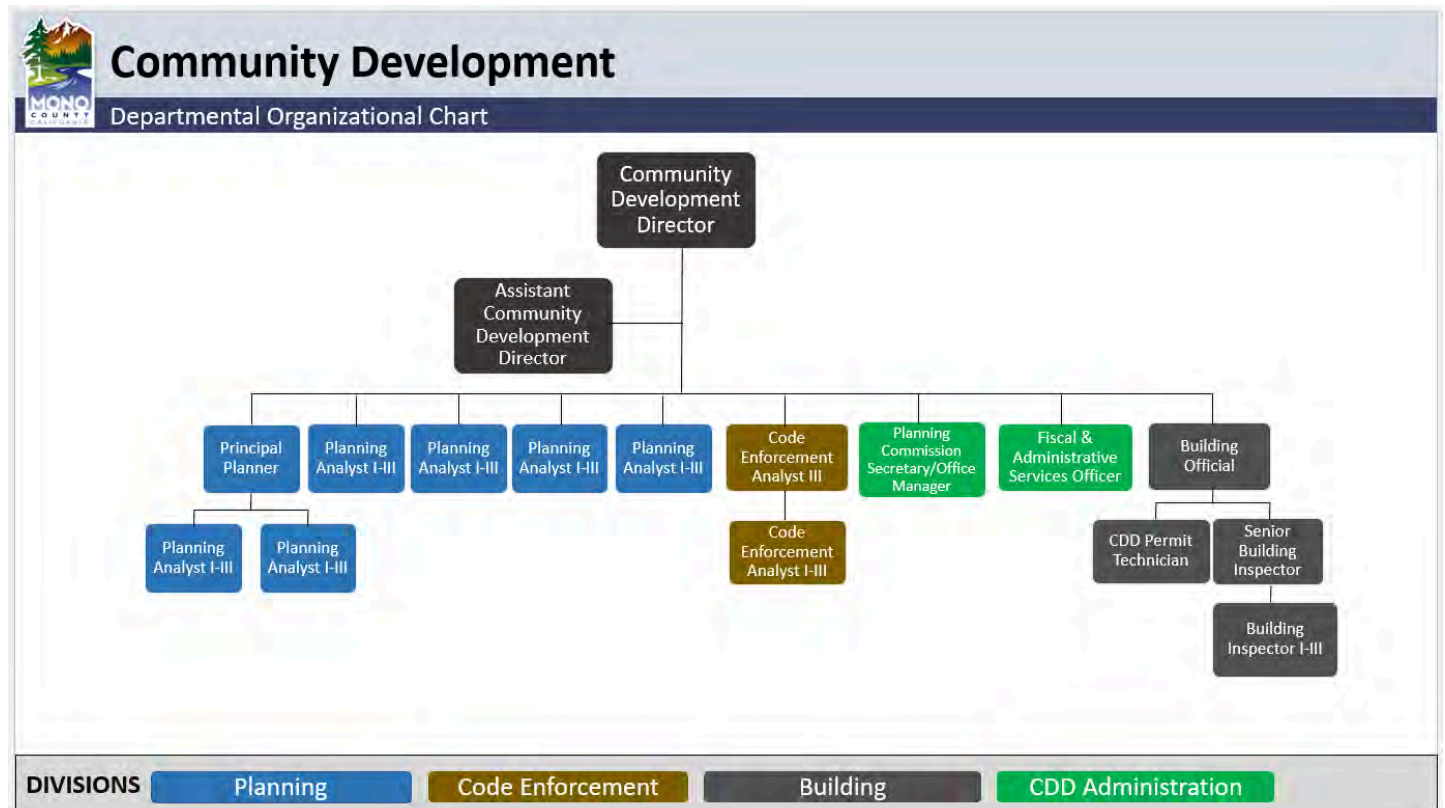 Community Development
MONO
COUNTY
CALIFORNIA
Departmental Organizational Chart
Community
Development
Director
Assistant
Community
Development
Director
Principal
Planner
Planning
Analyst I-III
Planning
Analyst I-III
Planning
Analyst I-III
Planning
Analyst I-III
Code
Enforcement
Analyst III
Planning
Commission
Secretary/Office
Manager
Fiscal &
Administrative
Services Officer
Building
Official
Planning
Analyst I-III
Planning
Analyst I-III
Code
Enforcement
Analyst I-III
CDD Permit
Technician
Senior
Building
Inspector
Building
Inspector I-III
DIVISIONS
Planning
Code Enforcement
Building
CDD Administration